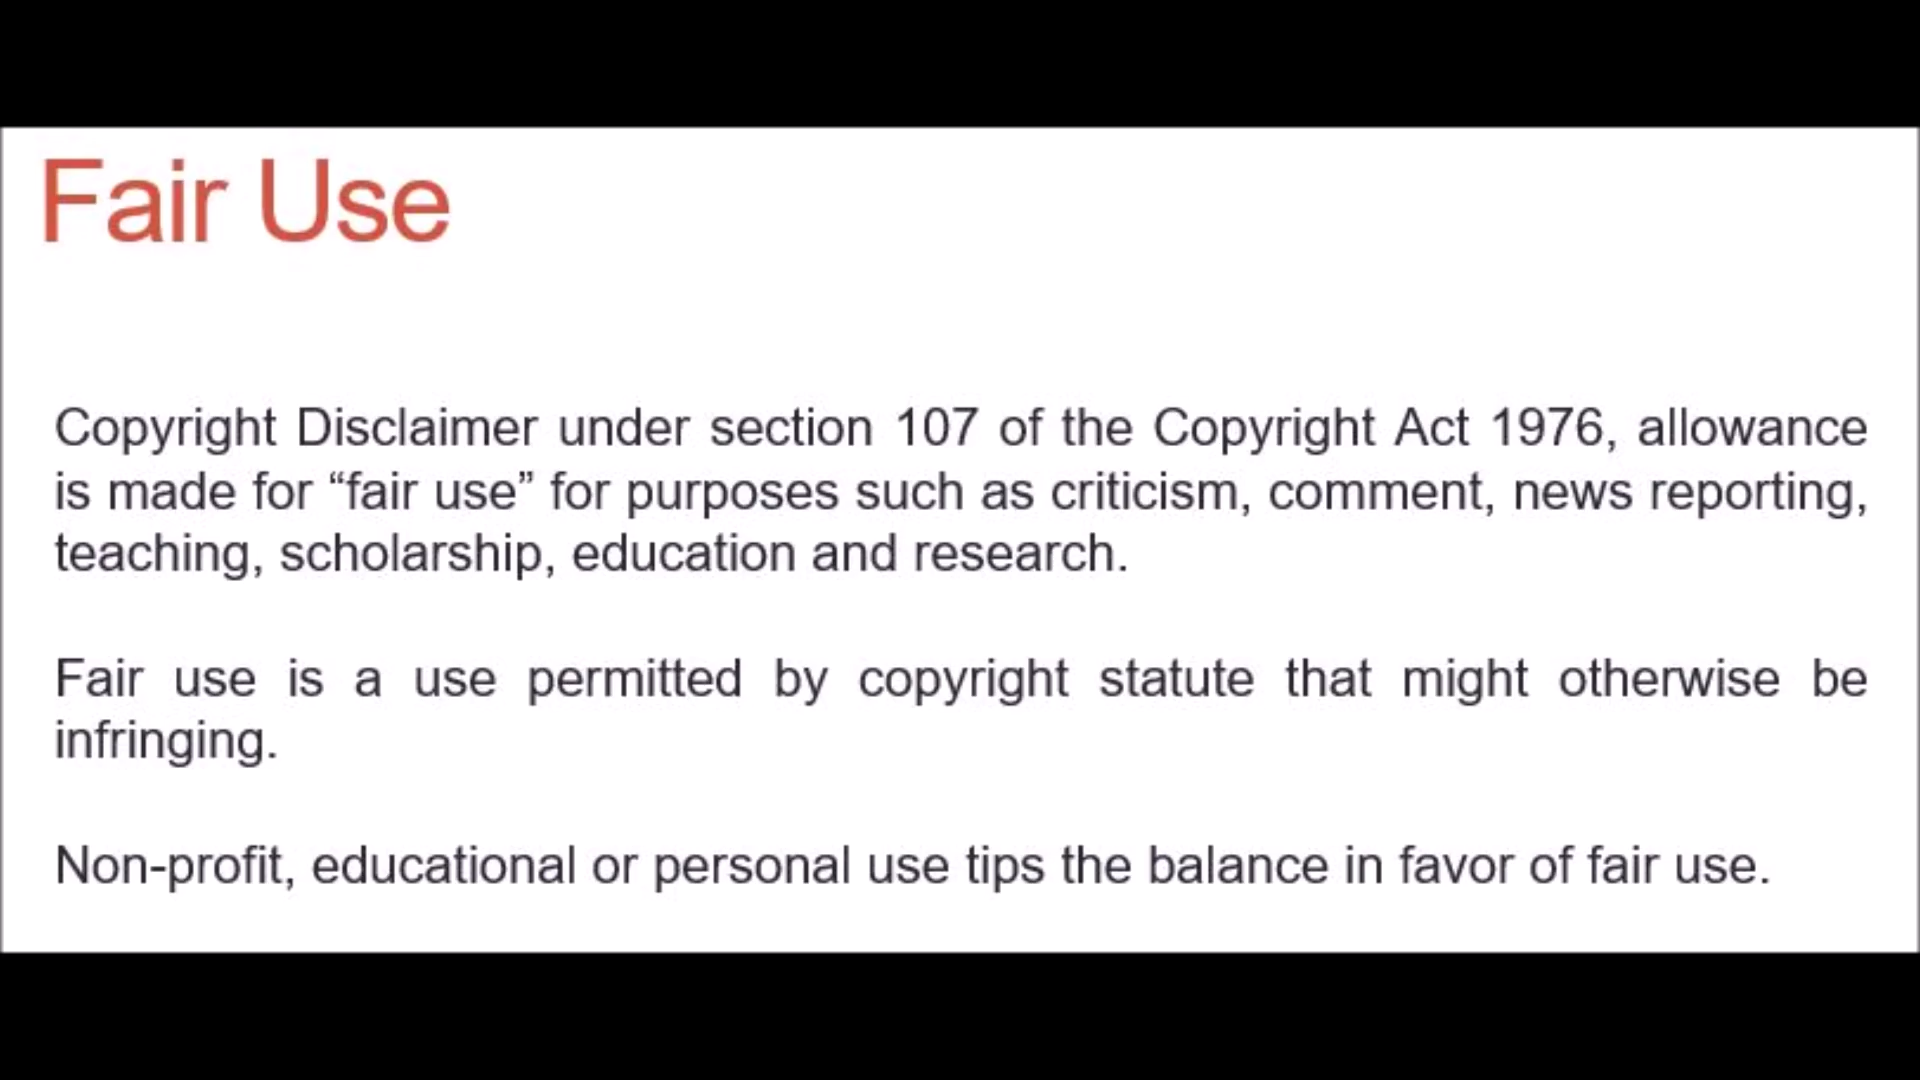 Fair Use
Copyright Disclaimer under section 107 of the Copyright Act 1976, allowance
is made for “fair use” for purposes such as criticism, comment, news reporting,
teaching, scholarship, education and research.
Fair use is a use permitted by copyright statute that might otherwise be
infringing.
Non-profit, educational or personal use tips the balance in favor of fair use.